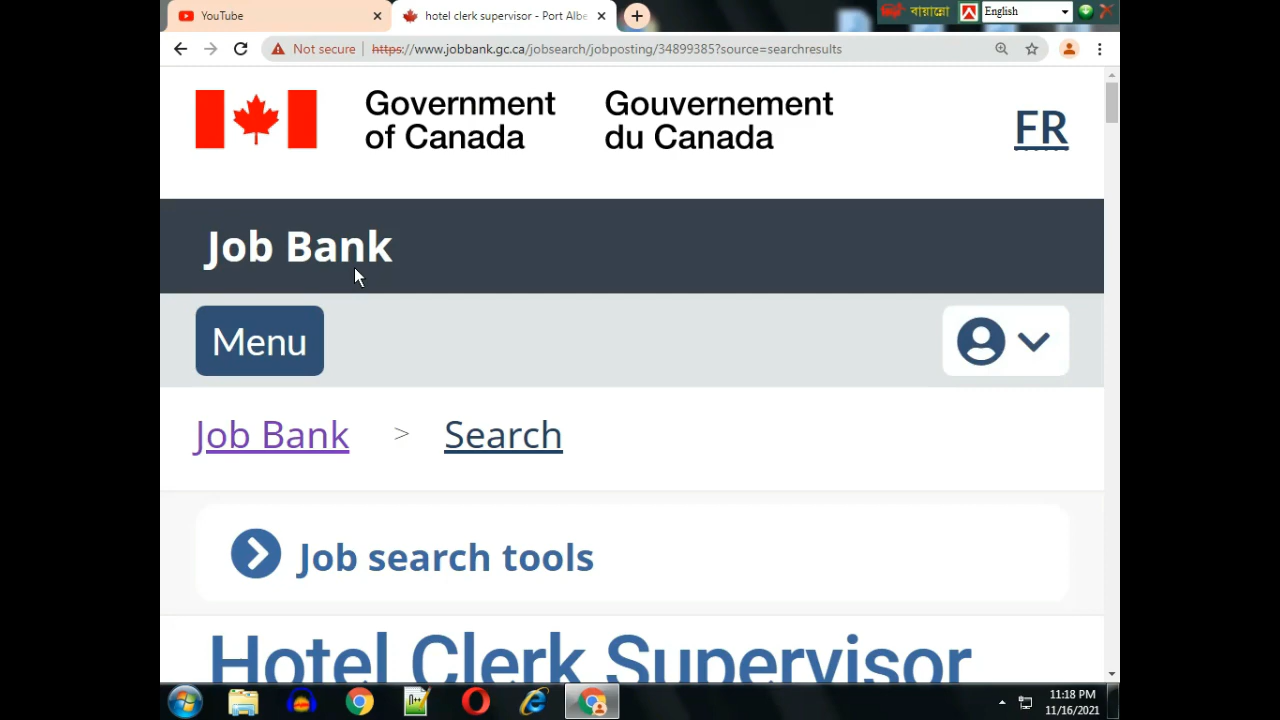 YouTube
hotel clerk supervisor - Port Albe
বায়ান্নো
English
Not secure
https://www.jobbank.gc.ca/jobsearch/jobposting/34899385?source=searchresults
Government
of Canada
Gouvernement
du Canada
FR
Job Bank
Menu
Job Bank > Search
Job search tools
Hotel Clerk Supervisor
11:18 PM
11/16/2021